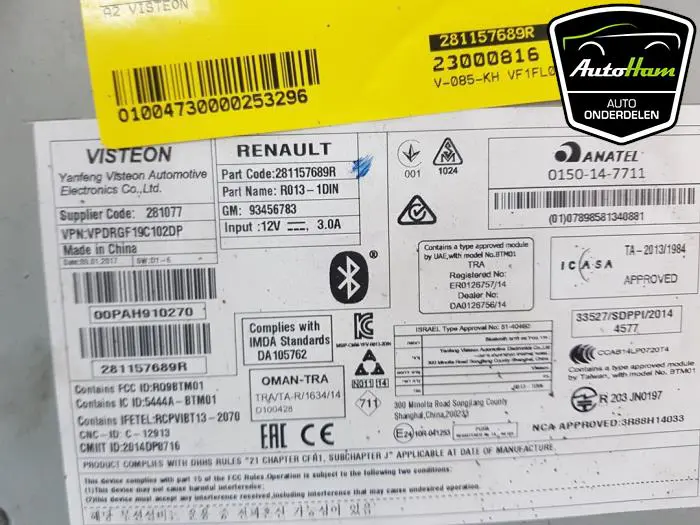 A2 VISTEON
01004730000253296
281157689R
23000816
V-085-KH VF1FL0
AutoHam
AUTO
ONDERDELEN
VISTEON
Yanfeng Visteon Automotive
Electronics Co.,Ltd.
Supplier Code: 281077
VPN:VPDRGF19C102DP
Made in China
00PAH910270
281157689R
Contains FCC ID:RQ9BTM01
Contains IC ID:5444A-BTM01
Contains IFETEL:RCPVIBT13-2070
CNC-ID: C-12913
CMIIT ID:2014DP8716
RENAULT
Part Code:281157689R
Part Name: R013-1DIN
GM: 93456783
Input :12V 3.0A
Complies with
IMDA Standards
DA105762
OMAN-TRA
TRA/TA-R/1634/14
D100428
001
1024
Contains a type approved module
by UAE,with model No.BTM01
TRA
Registered No:
ER0126757/14
Dealer No:
DA0126756/14
ANATEL
0150-14-7711
(01)07898581340881
ICASA
TA-2013/1984
APPROVED
33527/SDPPI/2014
4577
ISRAEL Type Approval No: 51-40460
300 Minolta Road Songjiang County
Shanghai,China,200233
711
EAC CE
CCAB14LP0720T4
Contains a type approved module
by Taiwan, with model No. BTM01
R 203 JN0197
NCA APPROVED:3R88H14033
PRODUCT COMPLIES WITH DHHS RULES "21 CHAPTER CFR1, SUBCHAPTER J" APPLICABLE AT DATE OF MANUFACTURE.
This device complies with part 15 of the FCC Rules.Operation is subject to the following two conditions:
(1)This device may not cause harmful interference,
(2)This device must accept any interference received,including interference that may cause undesired operation.